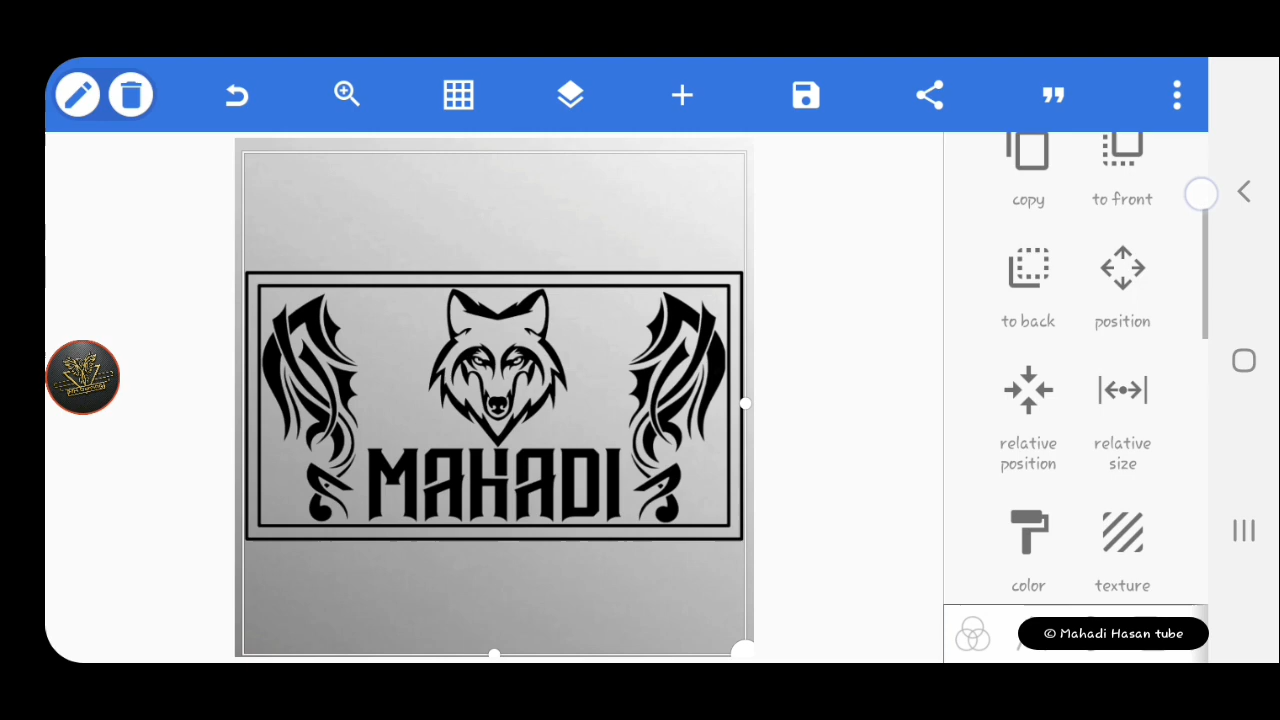 copy
to front
to back
position
relative
position
relative
size
color
texture
MAHADI
© Mahadi Hasan tube